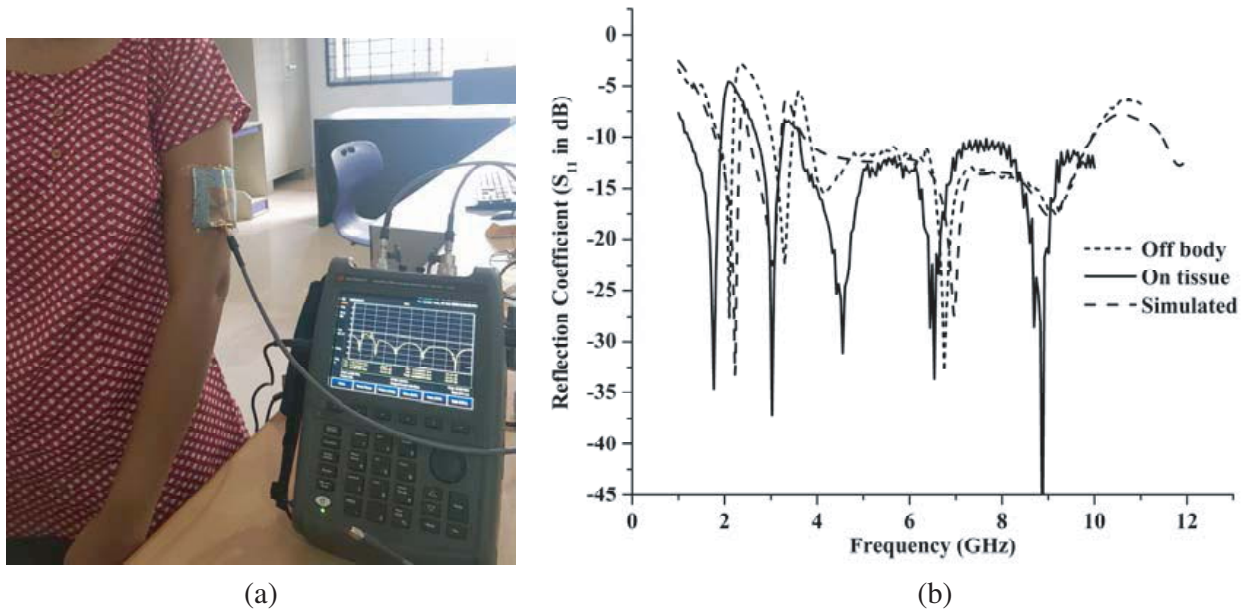 0
-5
-10
-15
-20
-25
-30
-35
-40
-45
Reflection Coefficient (S11 in dB)
Off body
On tissue
Simulated
0 2 4 6 8 10 12
Frequency (GHz)
(a) (b)